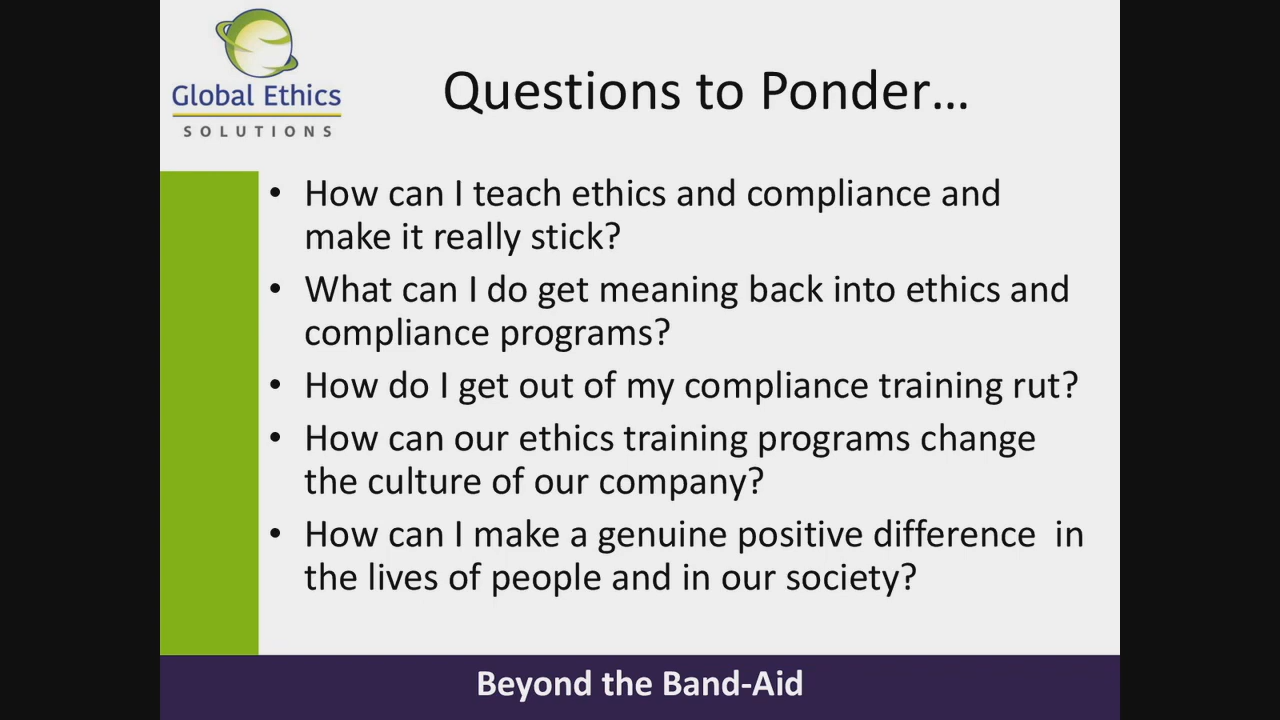 Global Ethics
SOLUTIONS
Questions to Ponder...
• How can I teach ethics and compliance and
make it really stick?
• What can I do get meaning back into ethics and
compliance programs?
• How do I get out of my compliance training rut?
• How can our ethics training programs change
the culture of our company?
• How can I make a genuine positive difference  in
the lives of people and in our society?
Beyond the Band-Aid